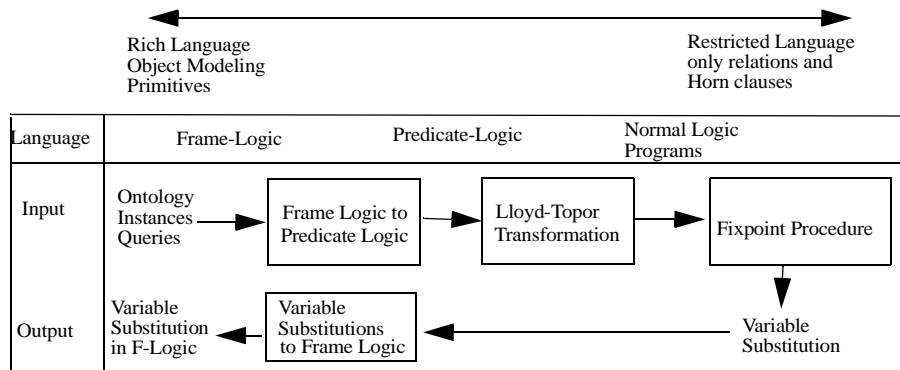 Rich Language
Object Modeling
Primitives
Restricted Language
only relations and
Horn clauses
Language
Frame-Logic
Predicate-Logic
Normal Logic
Programs
Input
Ontology
Instances
Queries
Frame Logic to
Predicate Logic
Lloyd-Topor
Transformation
Fixpoint Procedure
Output
Variable
Substitution
in F-Logic
Variable
Substitutions
to Frame Logic
Variable
Substitution